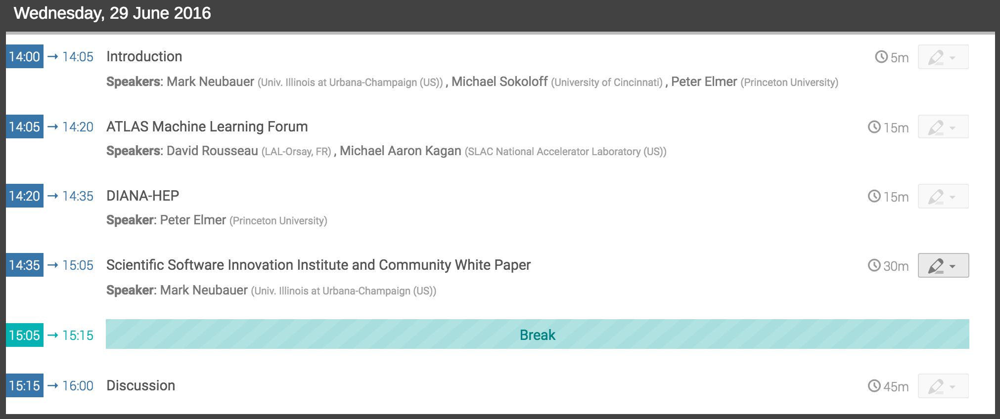 Wednesday, 29 June 2016
14:00 → 14:05 Introduction 5m
Speakers: Mark Neubauer (Univ. Illinois at Urbana-Champaign (US)) , Michael Sokoloff (University of Cincinnati) , Peter Elmer (Princeton University)
14:05 → 14:20 ATLAS Machine Learning Forum 15m
Speakers: David Rousseau (LAL-Orsay, FR) , Michael Aaron Kagan (SLAC National Accelerator Laboratory (US))
14:20 → 14:35 DIANA-HEP 15m
Speaker: Peter Elmer (Princeton University)
14:35 → 15:05 Scientific Software Innovation Institute and Community White Paper 30m
Speaker: Mark Neubauer (Univ. Illinois at Urbana-Champaign (US))
15:05 → 15:15 Break
15:15 → 16:00 Discussion 45m